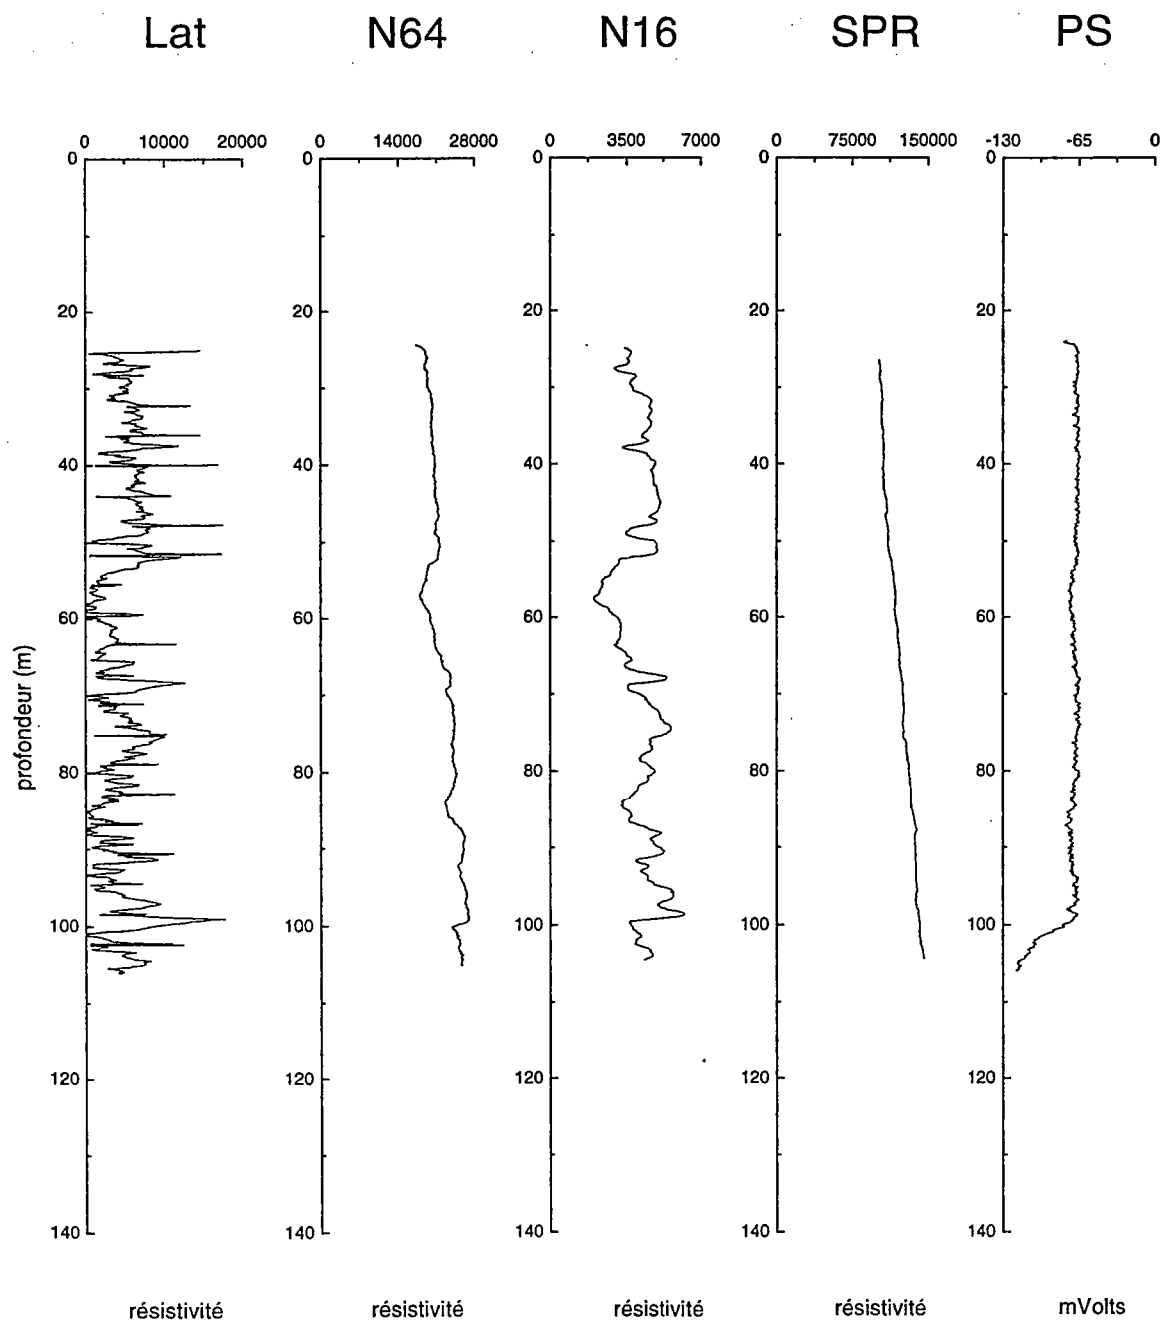 Lat N64 N16 SPR PS
0 10000 20000 0 14000 28000 0 3500 7000 0 75000 150000 -130 -65 0
0 0 0 0 0
20 20 20 20 20
40 40 40 40 40
60 60 60 60 60
profondeur (m)
80 80 80 80 80
100 100 100 100 100
120 120 120 120 120
140 140 140 140 140
résistivité résistivité résistivité résistivité mVolts